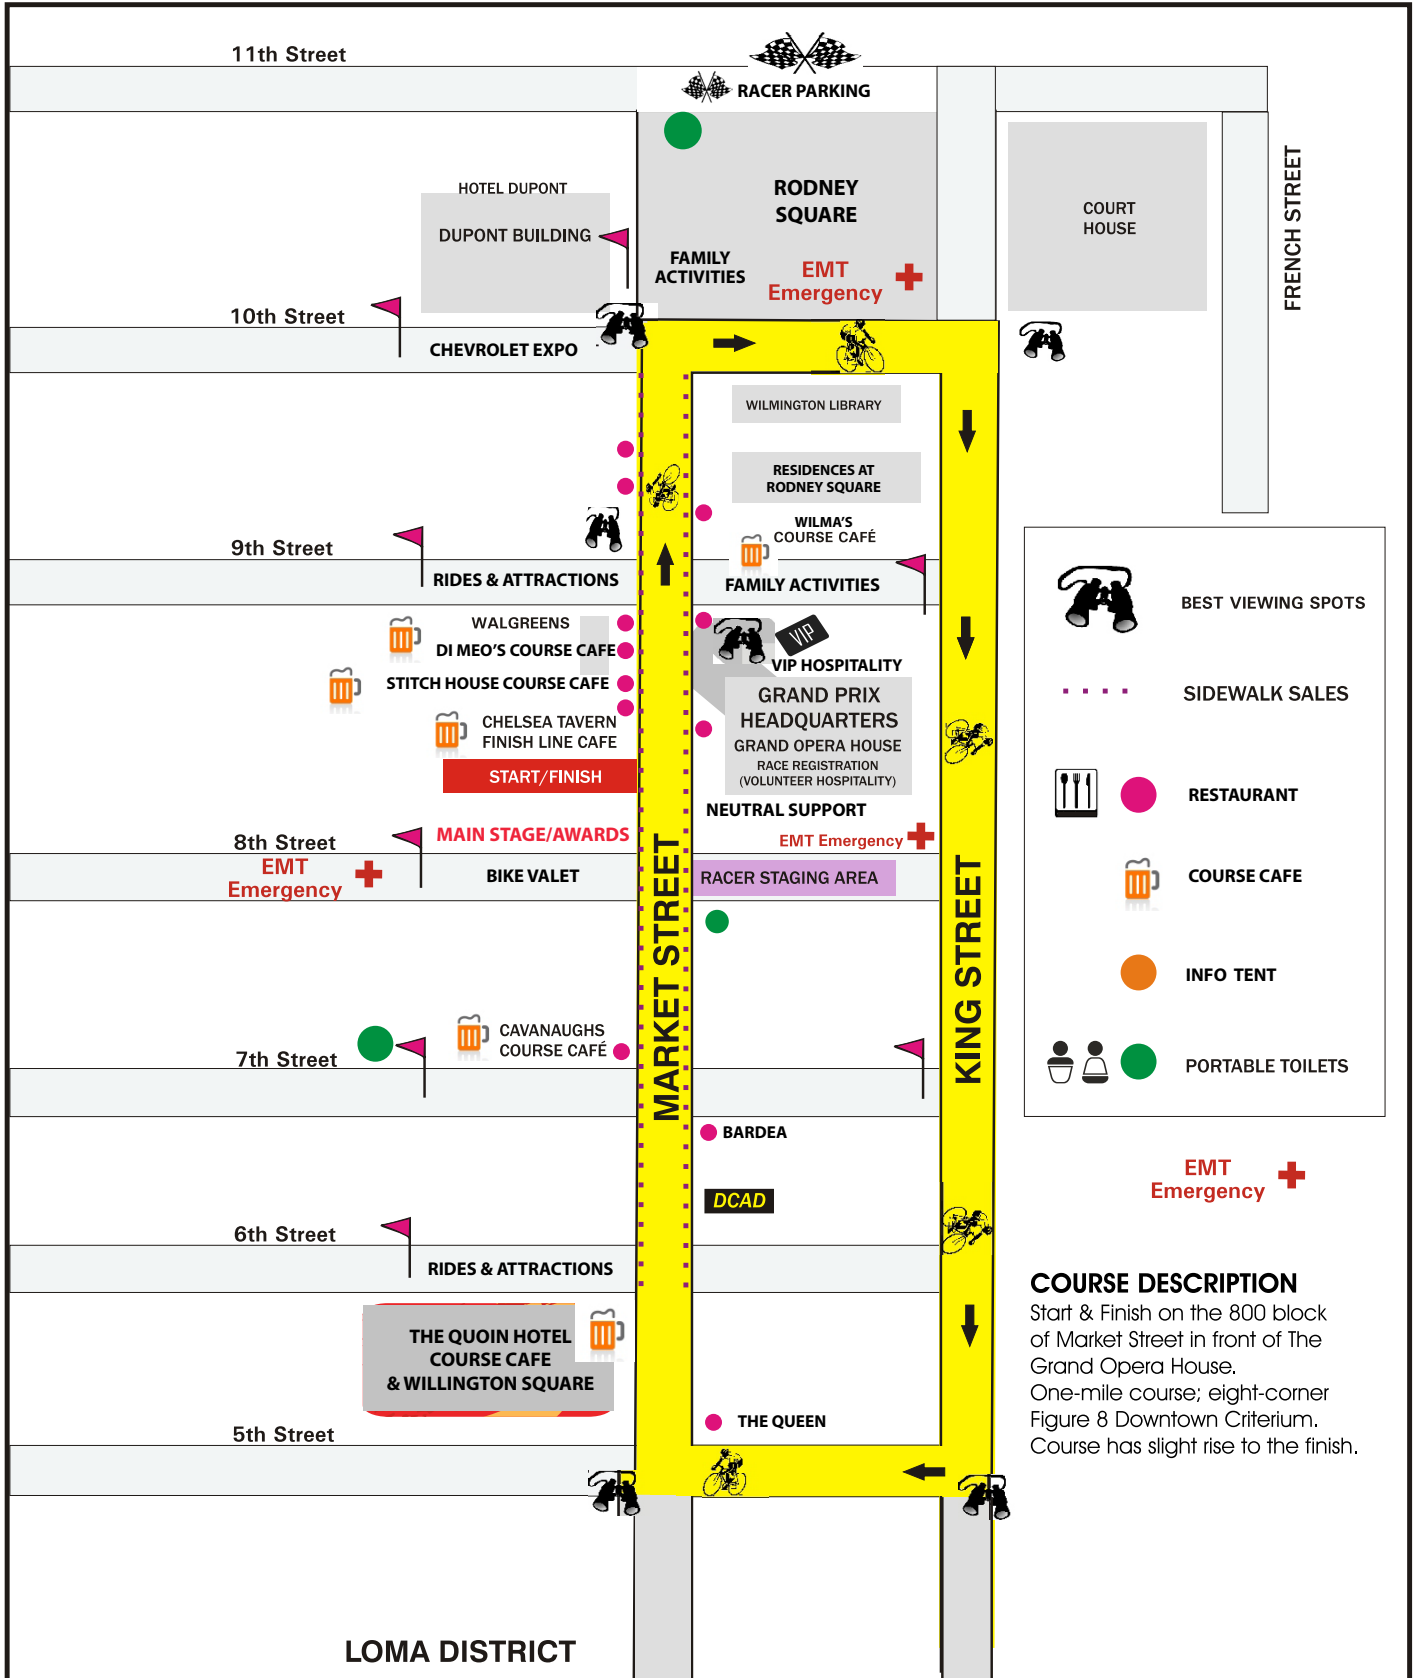 11th Street
RACER PARKING
HOTEL DUPONT
DUPONT BUILDING
RODNEY
SQUARE
FAMILY
ACTIVITIES
EMT
Emergency
COURT
HOUSE
FRENCH STREET
10th Street
CHEVROLET EXPO
WILMINGTON LIBRARY
RESIDENCES AT
RODNEY SQUARE
WILMA'S
COURSE CAFÉ
9th Street
RIDES & ATTRACTIONS
FAMILY ACTIVITIES
WALGREENS
DI MEO'S COURSE CAFE
STITCH HOUSE COURSE CAFE
CHELSEA TAVERN
FINISH LINE CAFE
START/FINISH
VIP
VIP HOSPITALITY
GRAND PRIX
HEADQUARTERS
GRAND OPERA HOUSE
RACE REGISTRATION
(VOLUNTEER HOSPITALITY)
NEUTRAL SUPPORT
EMT Emergency
8th Street
MAIN STAGE/AWARDS
EMT
Emergency
BIKE VALET
RACER STAGING AREA
MARKET STREET
KING STREET
CAVANAUGHS
COURSE CAFÉ
7th Street
BARDEA
DCAD
6th Street
RIDES & ATTRACTIONS
THE QUOIN HOTEL
COURSE CAFE
& WILLINGTON SQUARE
THE QUEEN
5th Street
LOMA DISTRICT
BEST VIEWING SPOTS
SIDEWALK SALES
RESTAURANT
COURSE CAFE
INFO TENT
PORTABLE TOILETS
EMT
Emergency
COURSE DESCRIPTION
Start & Finish on the 800 block
of Market Street in front of The
Grand Opera House.
One-mile course; eight-corner
Figure 8 Downtown Criterium.
Course has slight rise to the finish.